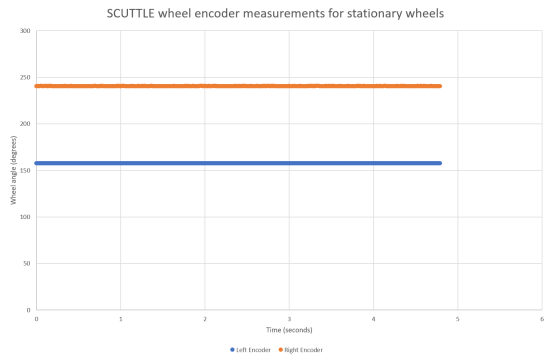 SCUTTLE wheel encoder measurements for stationary wheels
300
250
200
150
100
50
0
Wheel angle (degrees)
0 1 2 3 4 5 6
Time (seconds)
Left Encoder Right Encoder